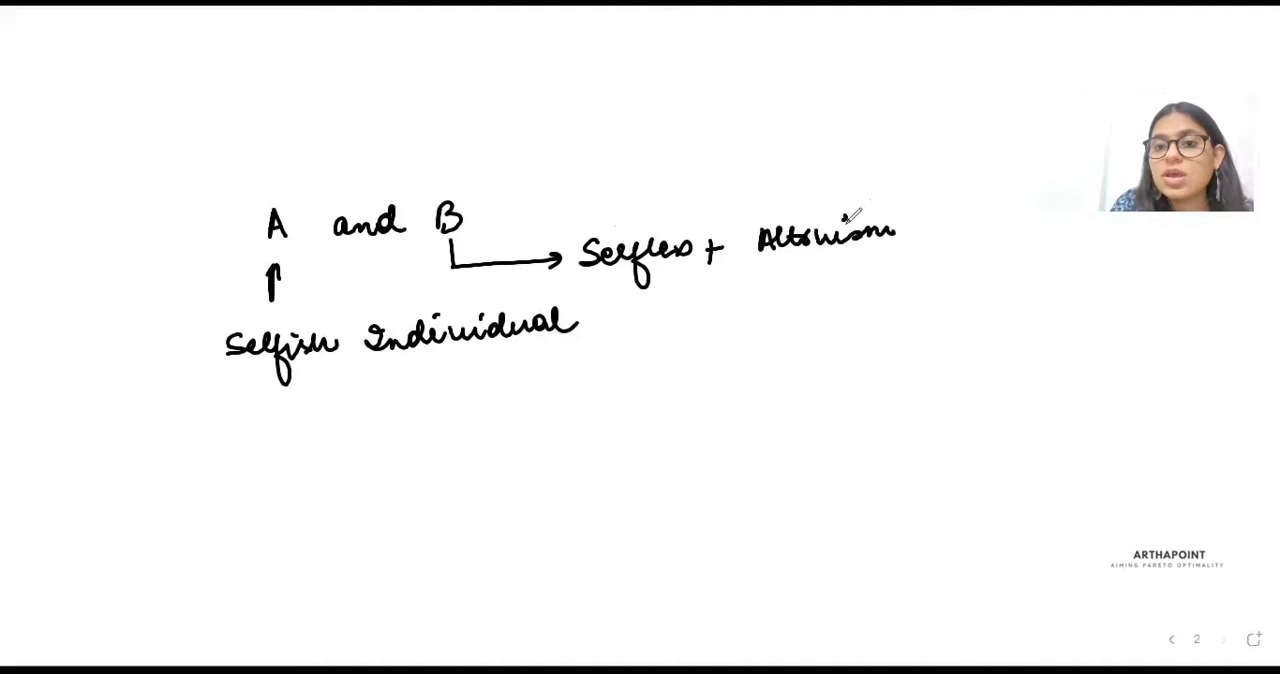 A and B
Selfless + Altruism
Selfish Individual
ARTHAPOINT
AIMING PARETO OPTIMALITY
2